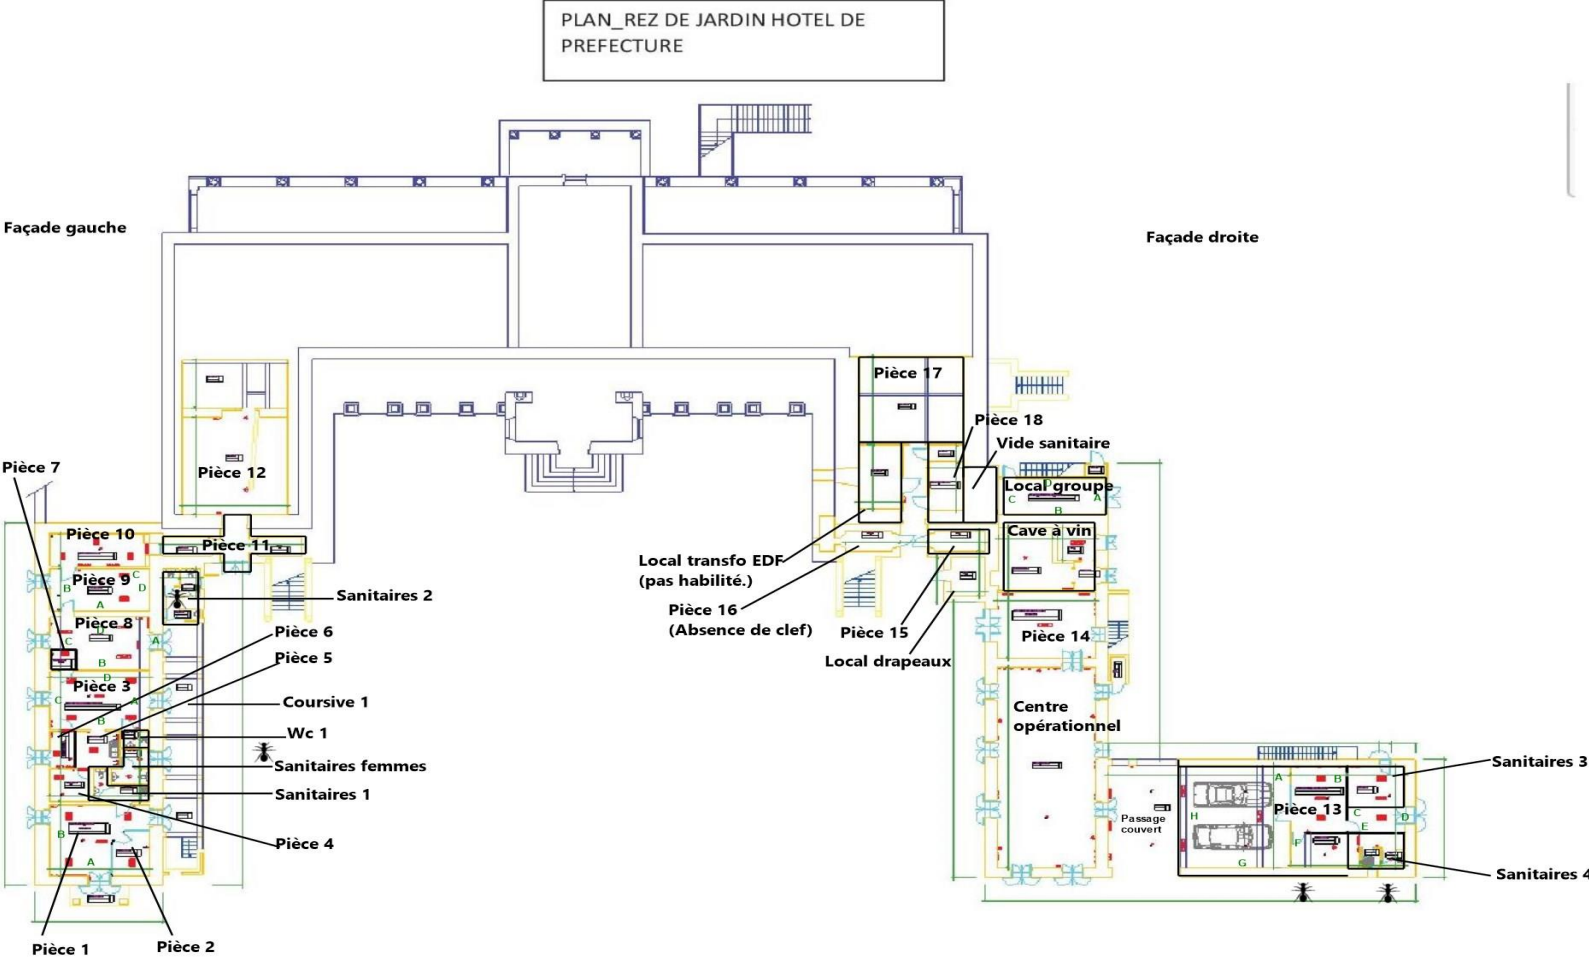 PLAN_REZ DE JARDIN HOTEL DE
PREFECTURE
Façade gauche
Façade droite
Pièce 17
Pièce 18
Vide sanitaire
Pièce 7
Pièce 12
Local groupe
D
C
A
B
Pièce 10
Pièce 11
Cave à vin
Local transfo EDF
(pas habilité.)
Pièce 9
C
B
D
A
Sanitaires 2
Pièce 16
(Absence de clef)
Pièce 15
Pièce 14
Pièce 8
D
C
A
B
Pièce 6
Pièce 5
Local drapeaux
Pièce 3
D
C
A
B
Coursive 1
Wc 1
Centre
opérationnel
Sanitaires femmes
Sanitaires 1
Sanitaires 3
A
B
Pièce 13
H
C
D
E
F
G
Passage
couvert
B
A
Pièce 4
Sanitaires 4
Pièce 1
Pièce 2